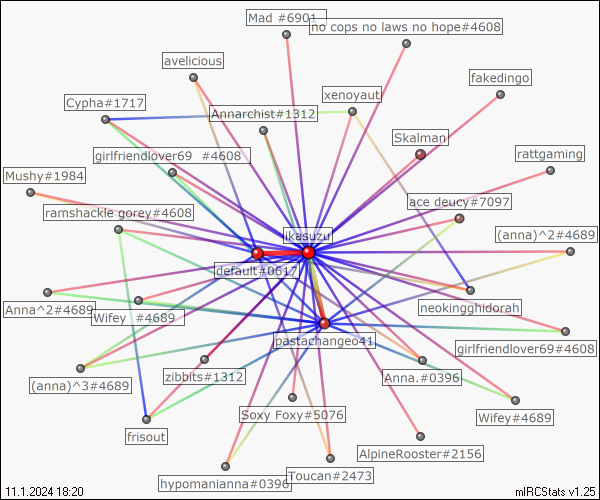 Mad #6901
no cops no laws no hope#4608
avelicious
fakedingo
xenoyaut
Cypha#1717
Annarchist#1312
Skalman
girlfriendlover69 #4608
rattgaming
Mushy#1984
ace deucy#7097
ramshackle gorey#4608
ikasuzu
(anna)^2#4689
default#0617
Anna^2#4689
neokingghidorah
Wifey #4689
pastachangeo41
girlfriendlover69#4608
zibbits#1312
Anna.#0396
(anna)^3#4689
Soxy Foxy#5076
Wifey#4689
frisout
AlpineRooster#2156
Toucan#2473
hypomanianna#0396
11.1.2024 18:20
mIRCStats v1.25